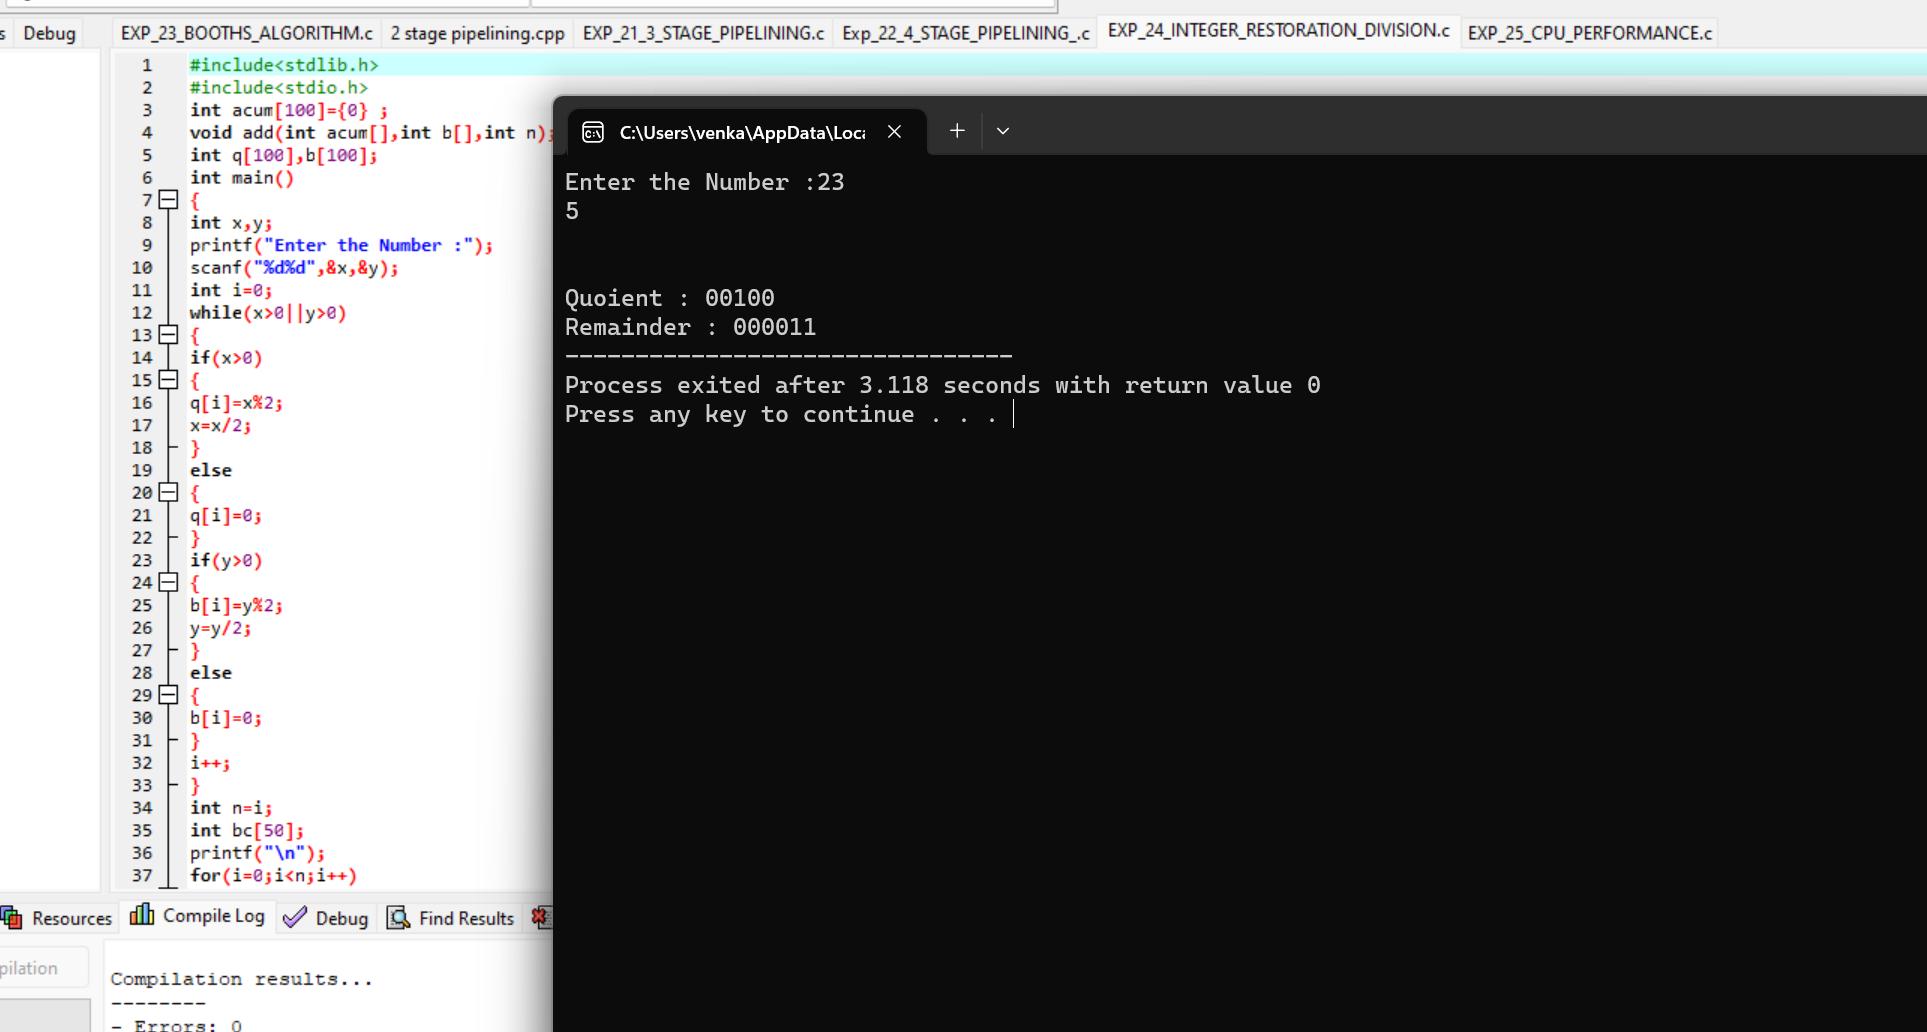 s Debug EXP_23_BOOTHS_ALGORITHM.c 2 stage pipelining.cpp EXP_21_3_STAGE_PIPELINING.c Exp_22_4_STAGE_PIPELINING_.c EXP_24_INTEGER_RESTORATION_DIVISION.c EXP_25_CPU_PERFORMANCE.c
1 #include<stdlib.h>
2 #include<stdio.h>
3 int acum[100]={0} ;
4 void add(int acum[],int b[],int n);
5 int q[100],b[100];
6 int main()
7 {
8 int x,y;
9 printf("Enter the Number :");
10 scanf("%d%d",&x,&y);
11 int i=0;
12 while(x>0||y>0)
13 {
14 if(x>0)
15 {
16 q[i]=x%2;
17 x=x/2;
18 }
19 else
20 {
21 q[i]=0;
22 }
23 if(y>0)
24 {
25 b[i]=y%2;
26 y=y/2;
27 }
28 else
29 {
30 b[i]=0;
31 }
32 i++;
33 }
34 int n=i;
35 int bc[50];
36 printf("\n");
37 for(i=0;i<n;i++)
C:\Users\venka\AppData\Loca
Enter the Number :23
5
Quoient : 00100
Remainder : 000011
--------------------------------
Process exited after 3.118 seconds with return value 0
Press any key to continue . . .
Resources Compile Log Debug Find Results
pilation
Compilation results...
--------
- Errors: 0